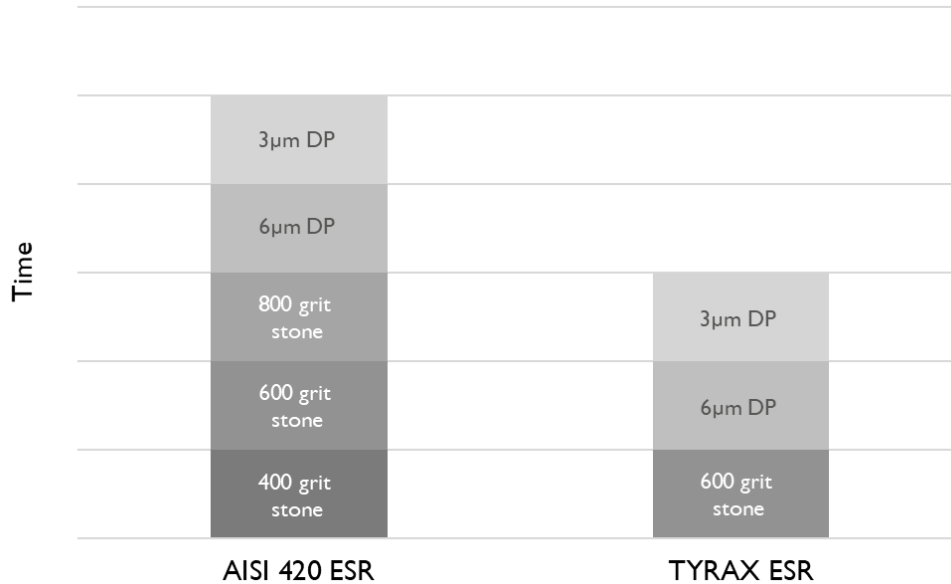 Time
3µm DP
6µm DP
800 grit
stone
600 grit
stone
400 grit
stone
3µm DP
6µm DP
600 grit
stone
AISI 420 ESR
TYRAX ESR